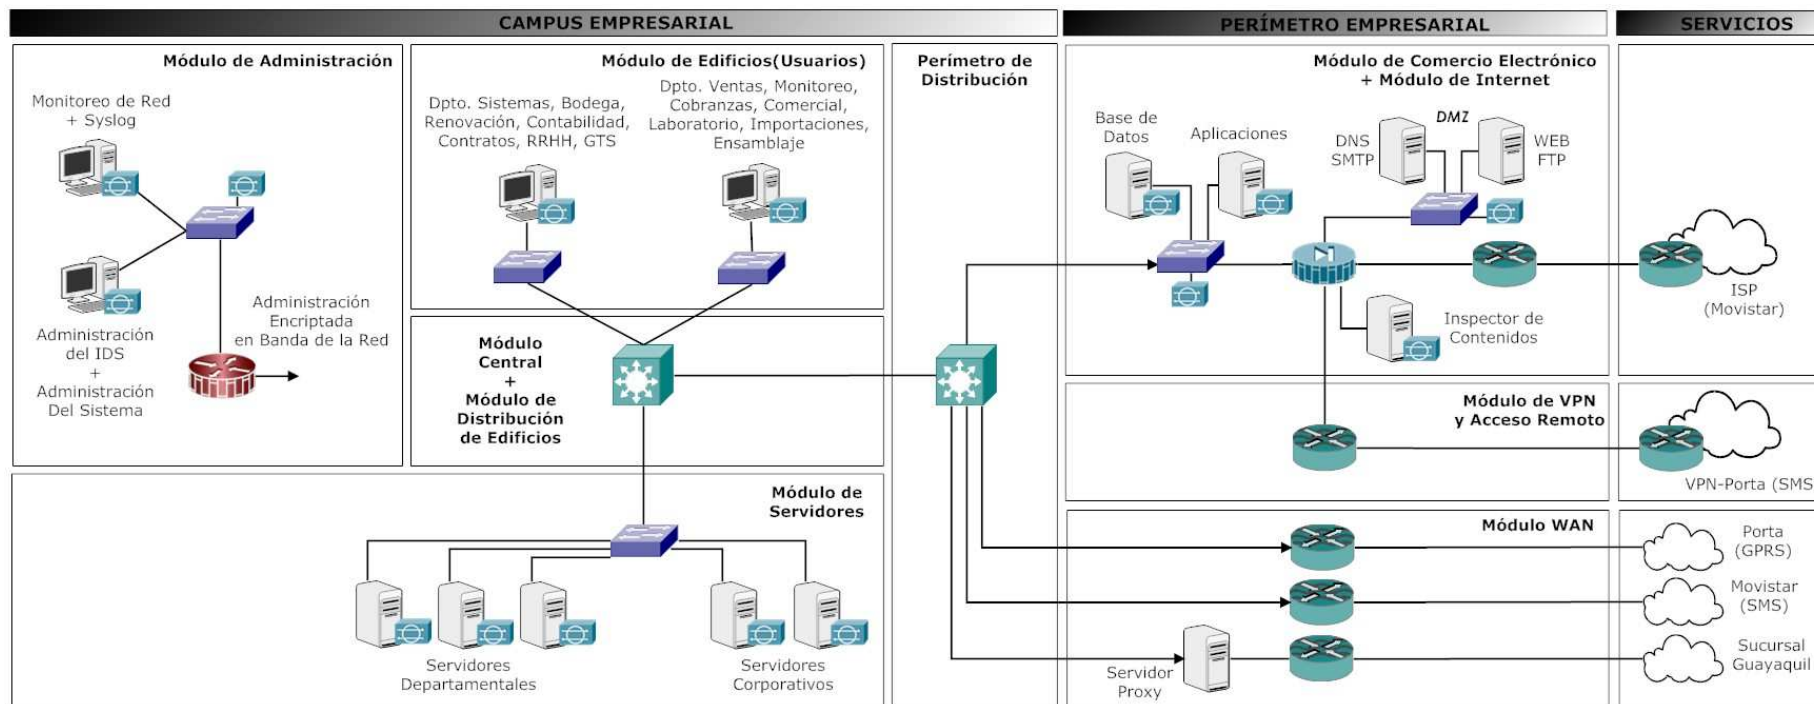 CAMPUS EMPRESARIAL
PERÍMETRO EMPRESARIAL
SERVICIOS
Módulo de Administración
Monitoreo de Red
+ Syslog
Administración
del IDS
+
Administración
Del Sistema
Administración
Encriptada
en Banda de la Red
Módulo de Edificios(Usuarios)
Dpto. Sistemas, Bodega,
Renovación, Contabilidad,
Contratos, RRHH, GTS
Dpto. Ventas, Monitoreo,
Cobranzas, Comercial,
Laboratorio, Importaciones,
Ensamblaje
Módulo
Central
+
Módulo de
Distribución
de Edificios
Módulo de
Servidores
Servidores
Departamentales
Servidores
Corporativos
Perímetro de
Distribución
Módulo de Comercio Electrónico
+ Módulo de Internet
Base de
Datos
Aplicaciones
DMZ
DNS
SMTP
WEB
FTP
Inspector de
Contenidos
ISP
(Movistar)
Módulo de VPN
y Acceso Remoto
VPN-Porta (SMS
Módulo WAN
Servidor
Proxy
Porta
(GPRS)
Movistar
(SMS)
Sucursal
Guayaquil